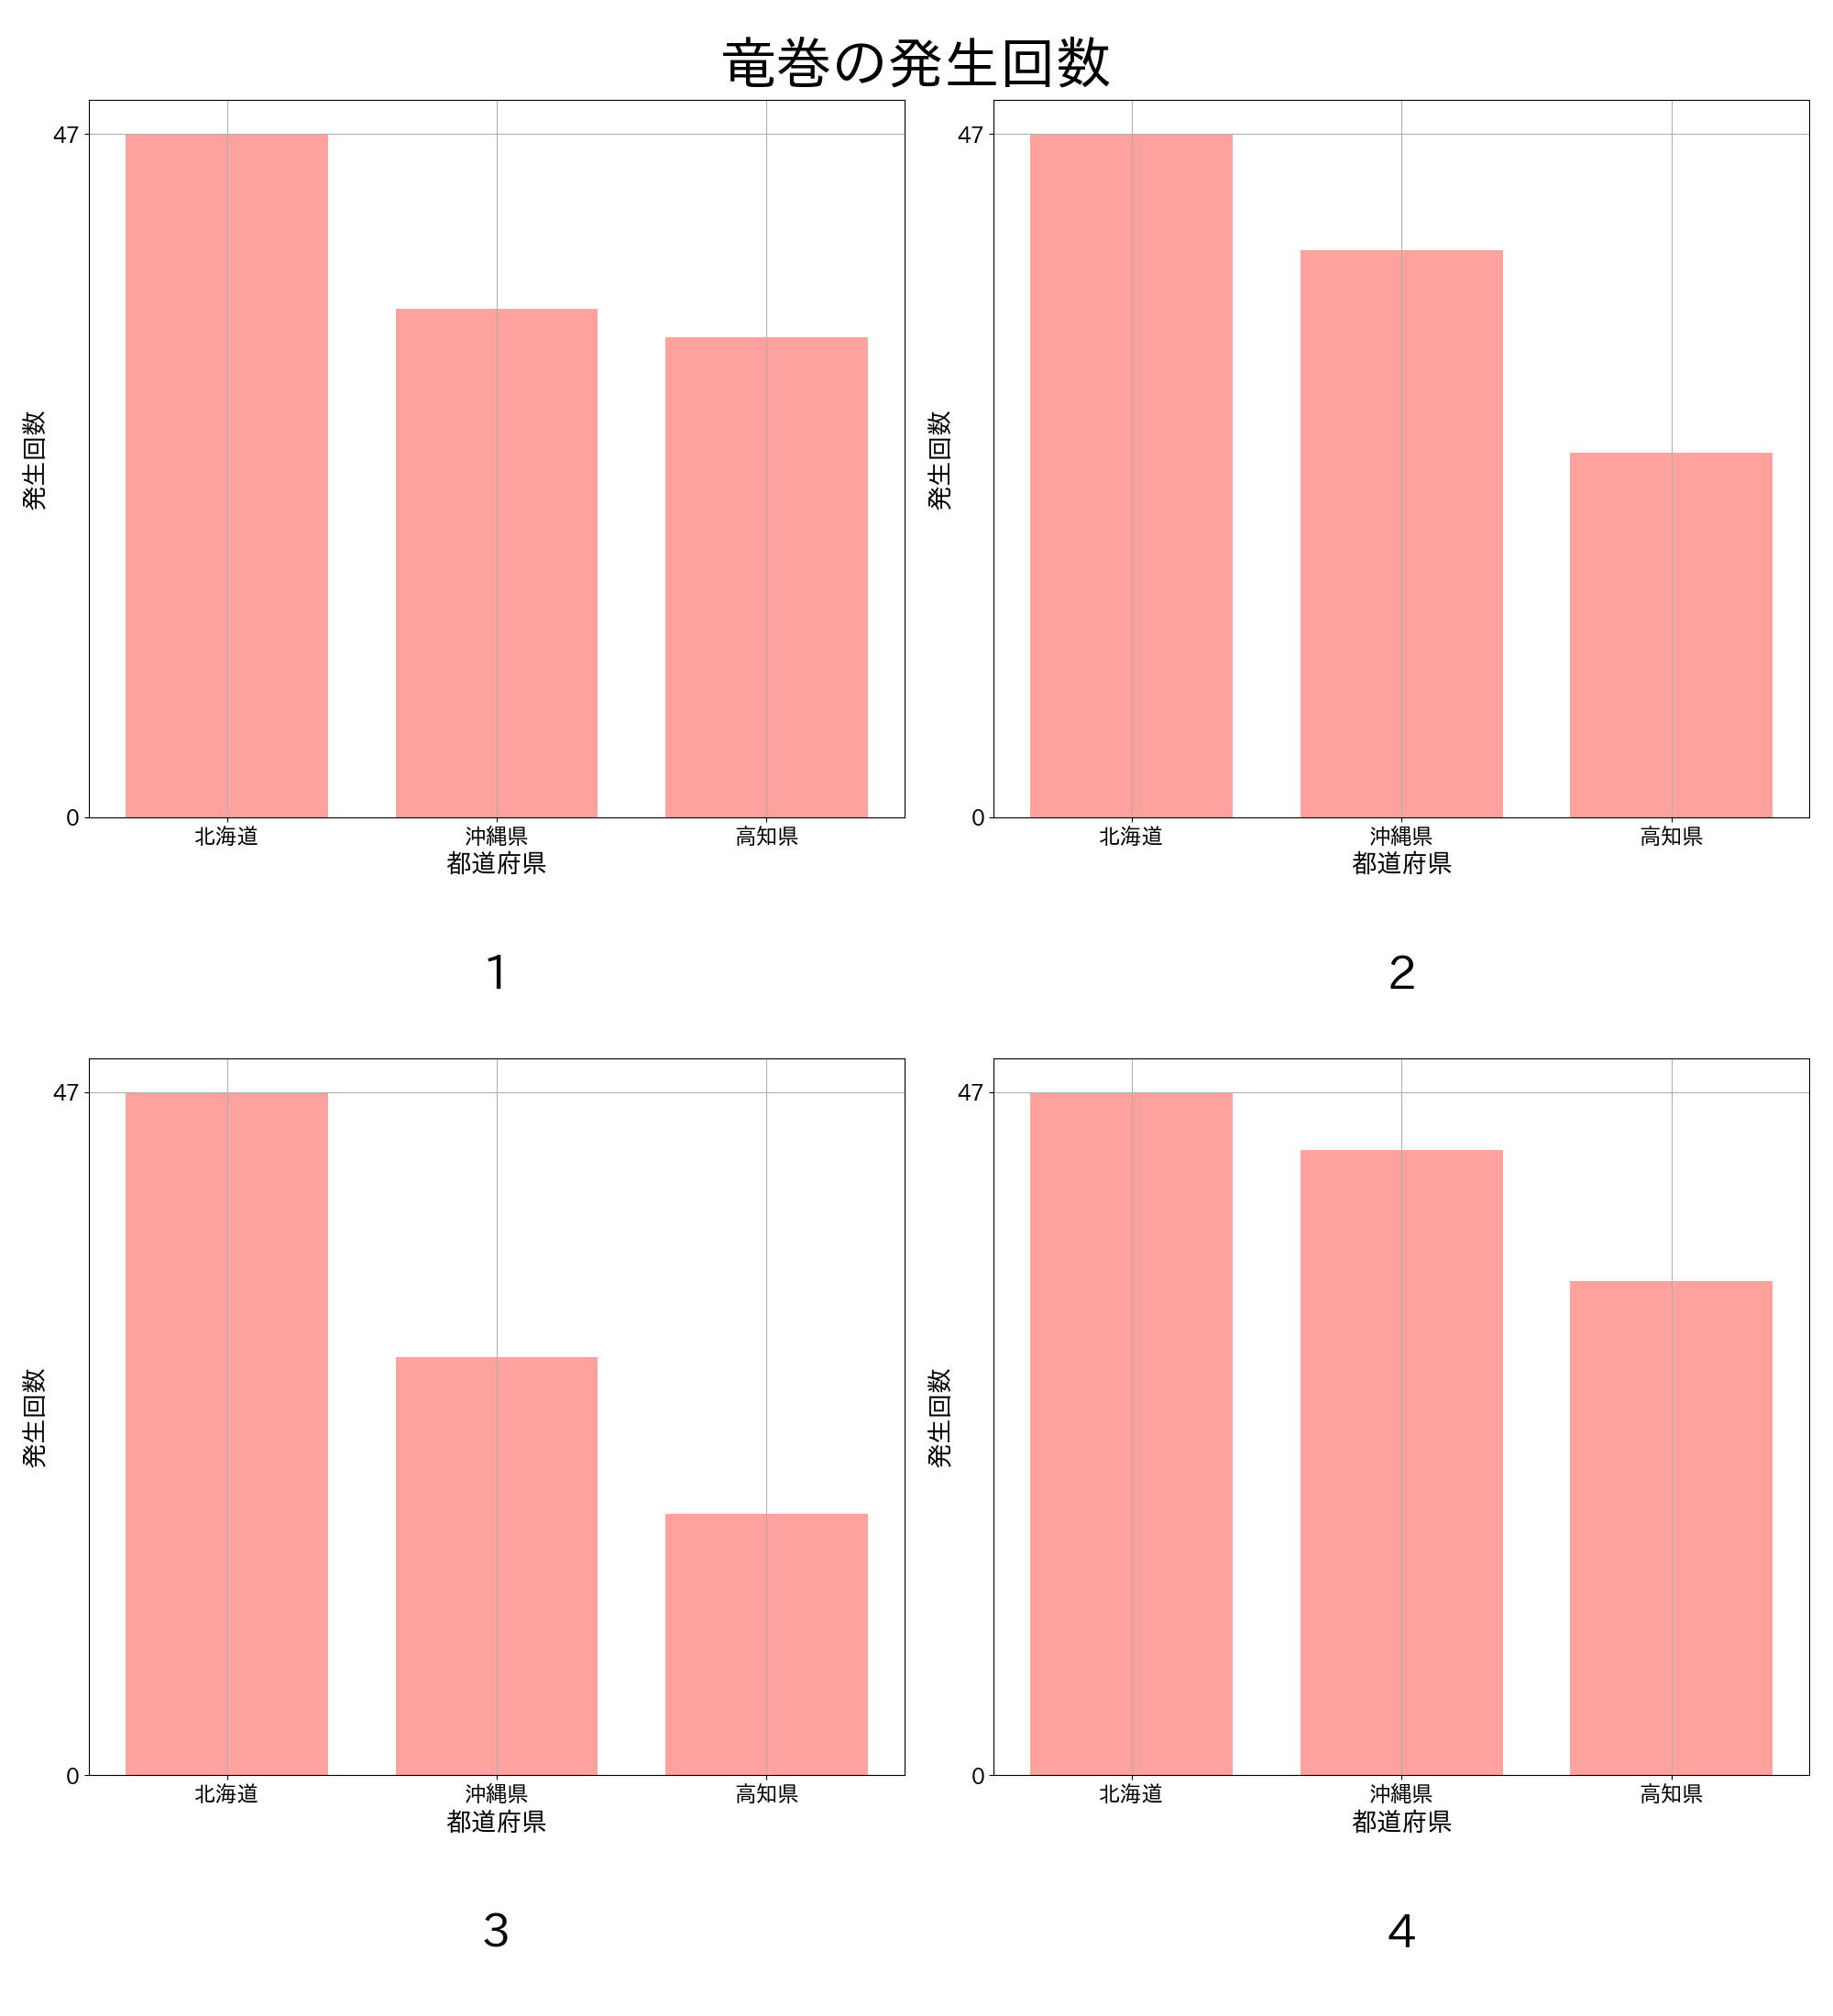 竜巻の発生回数
47
0
発生回数
北海道 沖縄県 高知県
都道府県
1
47
0
発生回数
北海道 沖縄県 高知県
都道府県
2
47
0
発生回数
北海道 沖縄県 高知県
都道府県
3
47
0
発生回数
北海道 沖縄県 高知県
都道府県
4